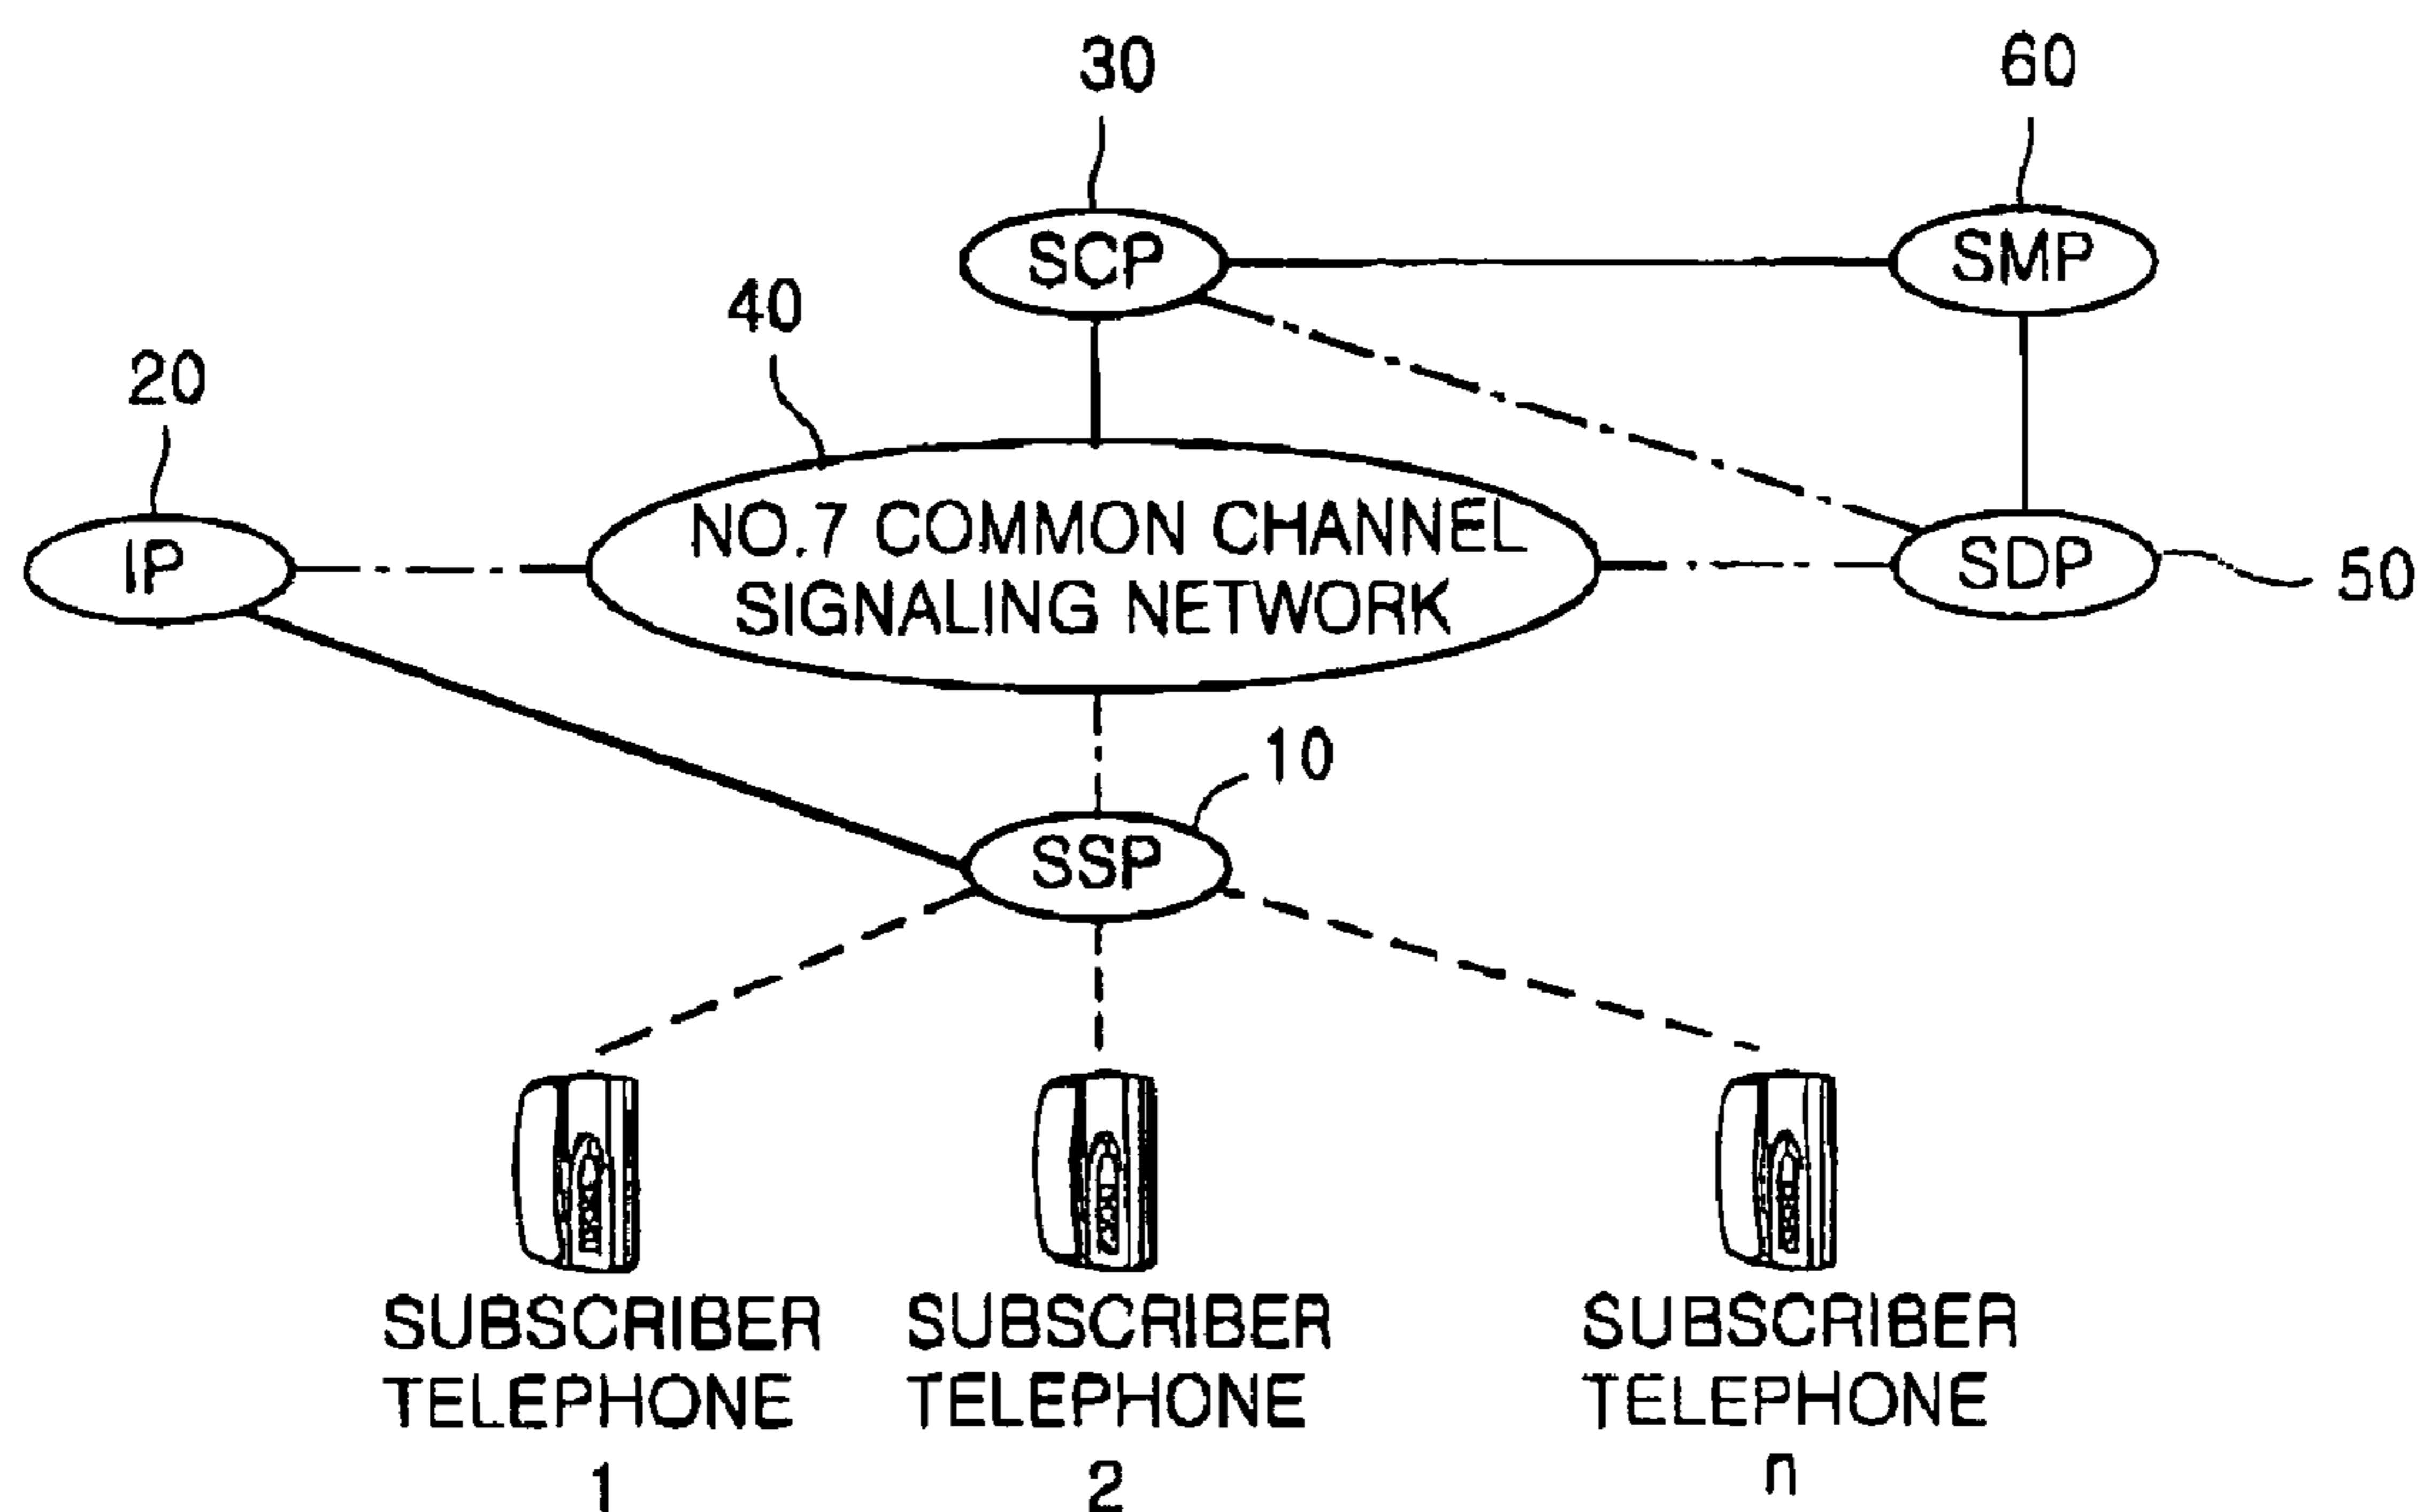 30
60
SCP
SMP
40
20
NO.7 COMMON CHANNEL
SIGNALING NETWORK
IP
SDP
50
10
SSP
SUBSCRIBER
TELEPHONE
1
SUBSCRIBER
TELEPHONE
2
SUBSCRIBER
TELEPHONE
n